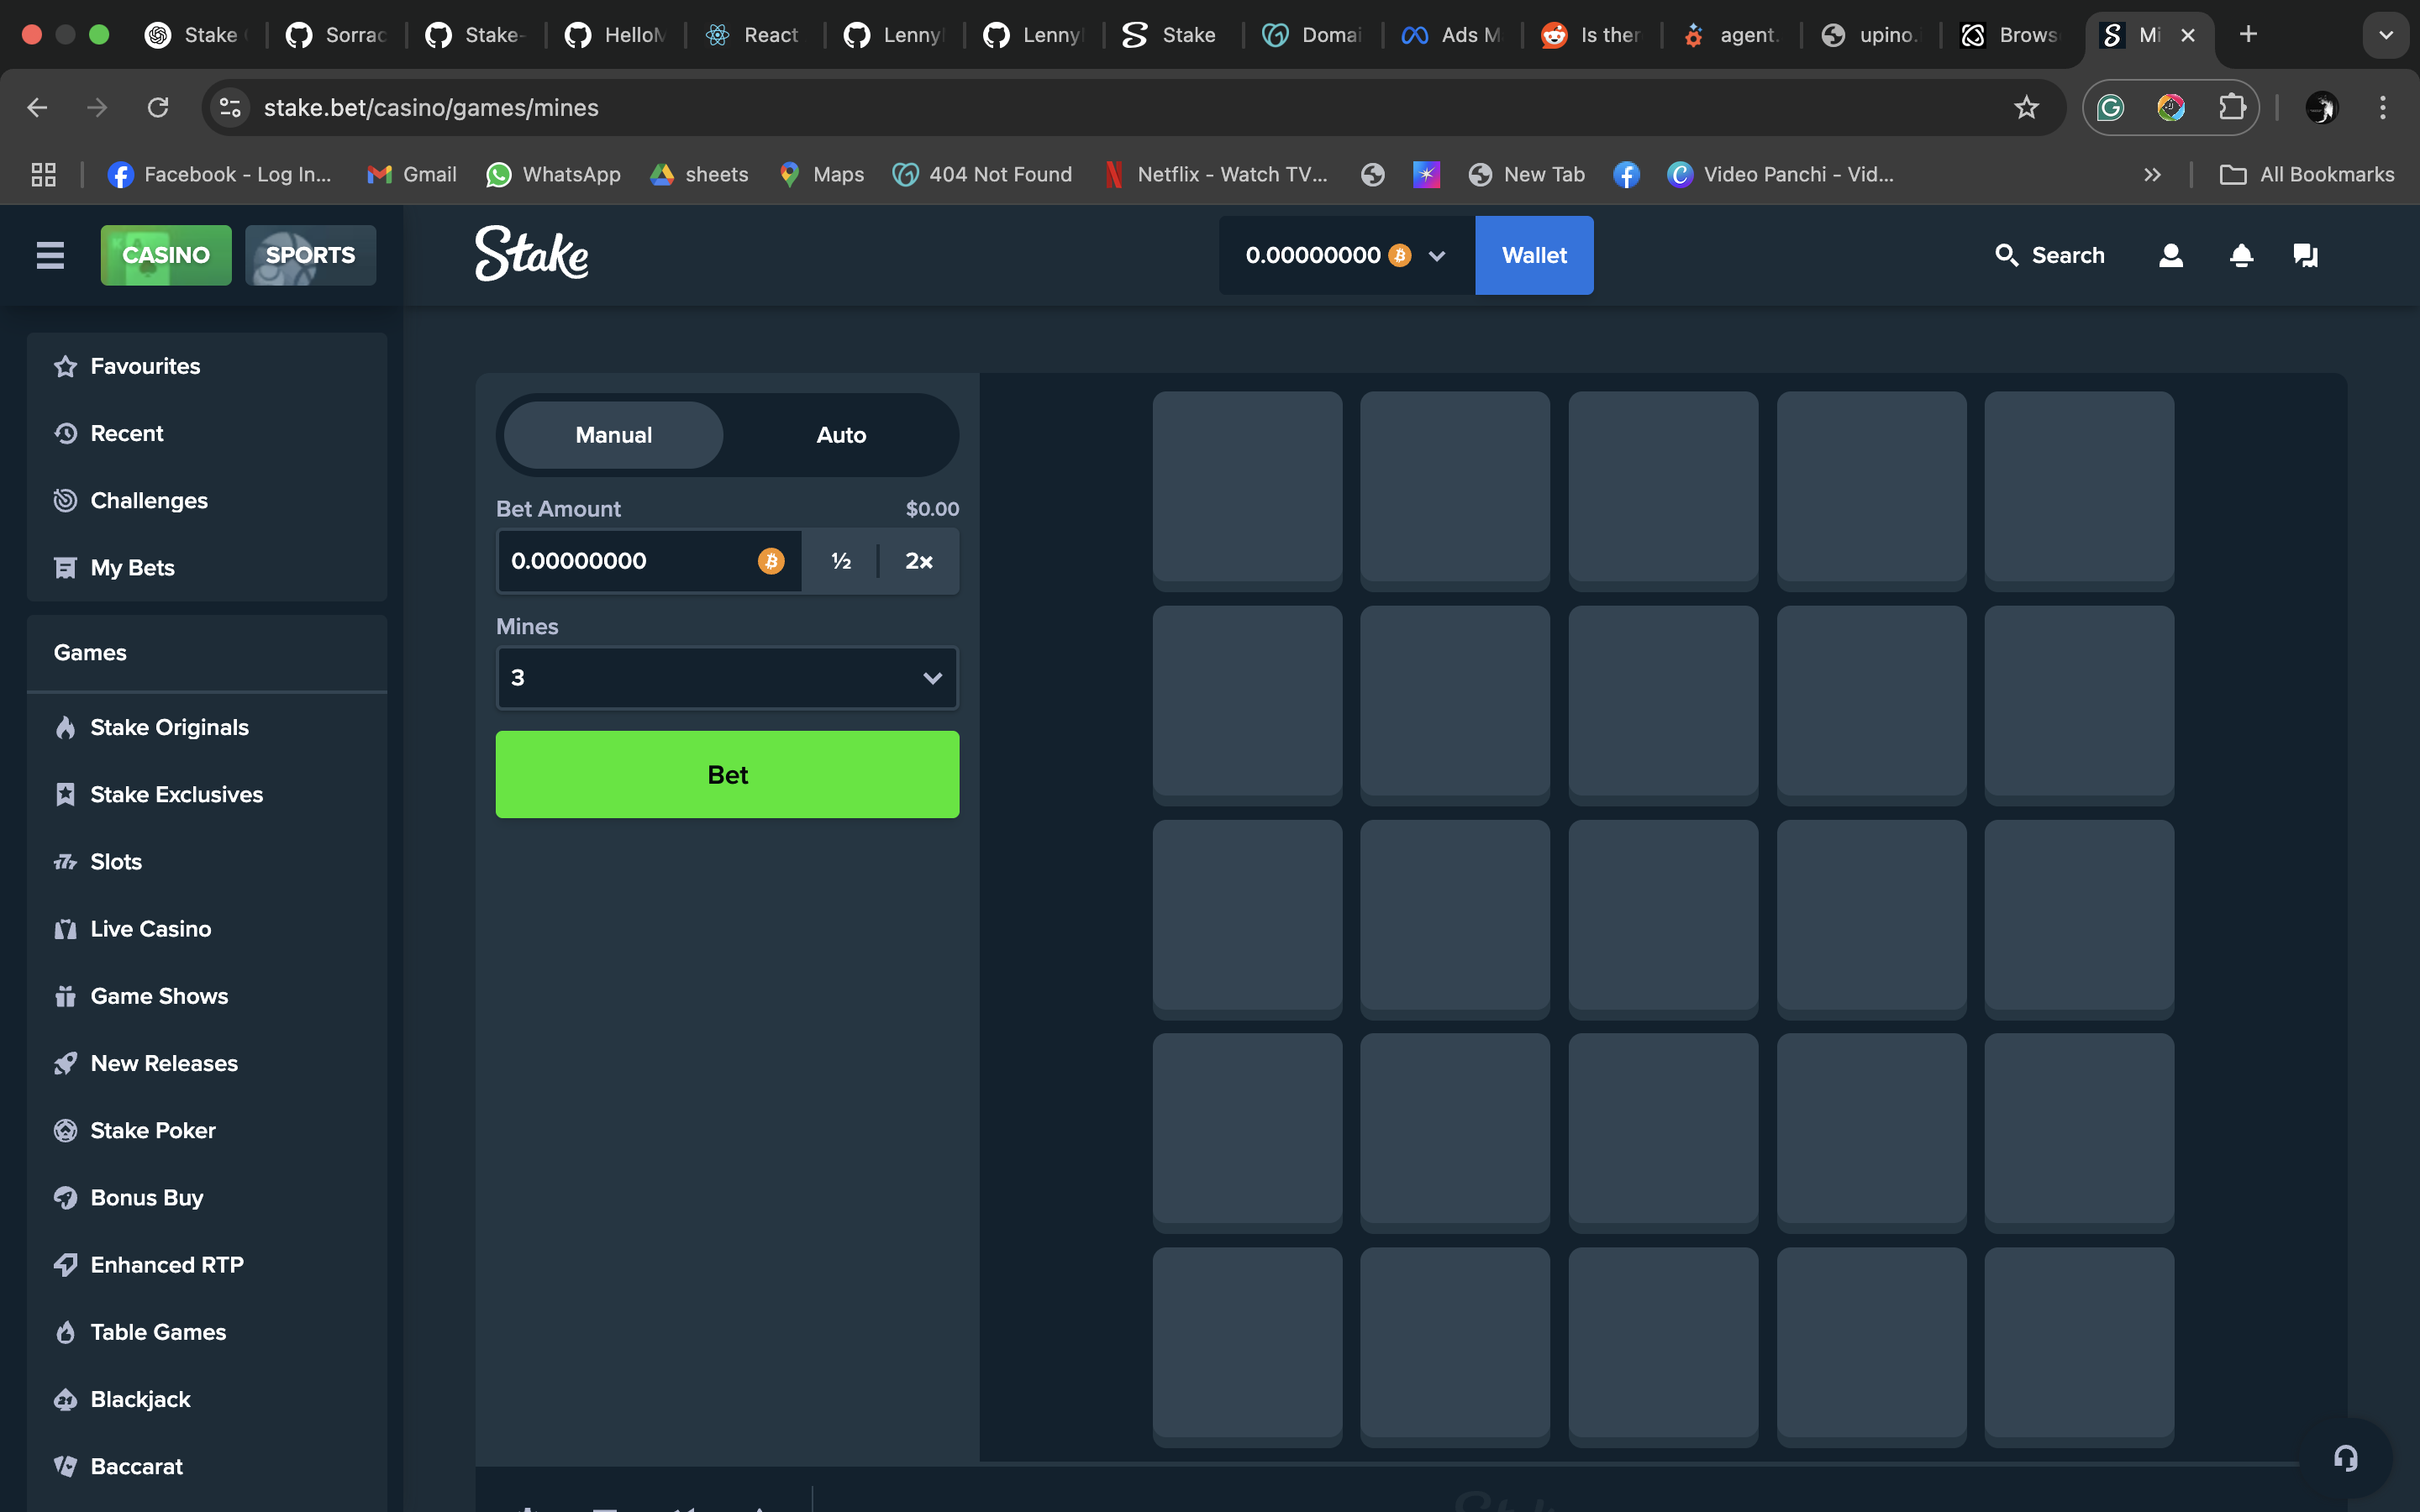 Stake
Sorrac
Stake-
HelloM
React
Lenny
Lenny
Stake
Domai
Ads M
Is ther
agent.
upino.
Brows
Mi
stake.bet/casino/games/mines
Facebook - Log In...
Gmail
WhatsApp
sheets
Maps
404 Not Found
Netflix - Watch TV...
New Tab
Video Panchi - Vid...
All Bookmarks
CASINO
SPORTS
Stake
0.00000000
Wallet
Search
Favourites
Recent
Challenges
My Bets
Games
Stake Originals
Stake Exclusives
Slots
Live Casino
Game Shows
New Releases
Stake Poker
Bonus Buy
Enhanced RTP
Table Games
Blackjack
Baccarat
Manual
Auto
Bet Amount
$0.00
0.00000000
½
2×
Mines
3
Bet